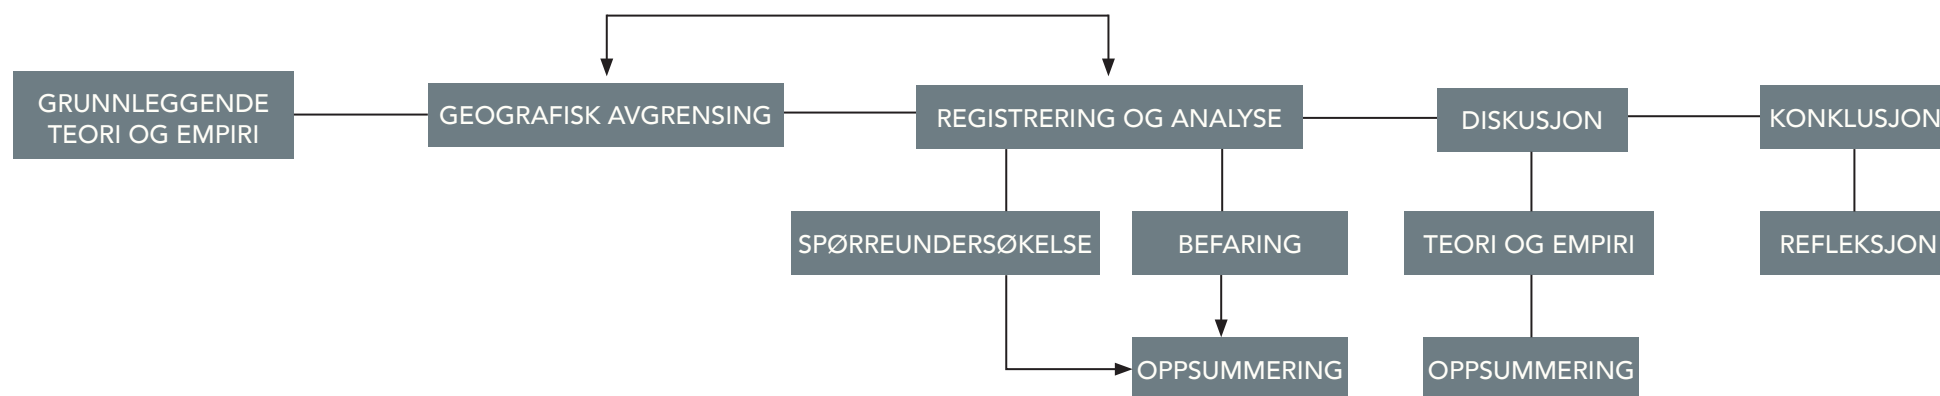 GRUNNLEGGENDE
TEORI OG EMPIRI
GEOGRAFISK AVGRENSING
REGISTRERING OG ANALYSE
DISKUSJON
KONKLUSJON
SPØRREUNDERSØKELSE
BEFARING
TEORI OG EMPIRI
REFLEKSJON
OPPSUMMERING
OPPSUMMERING